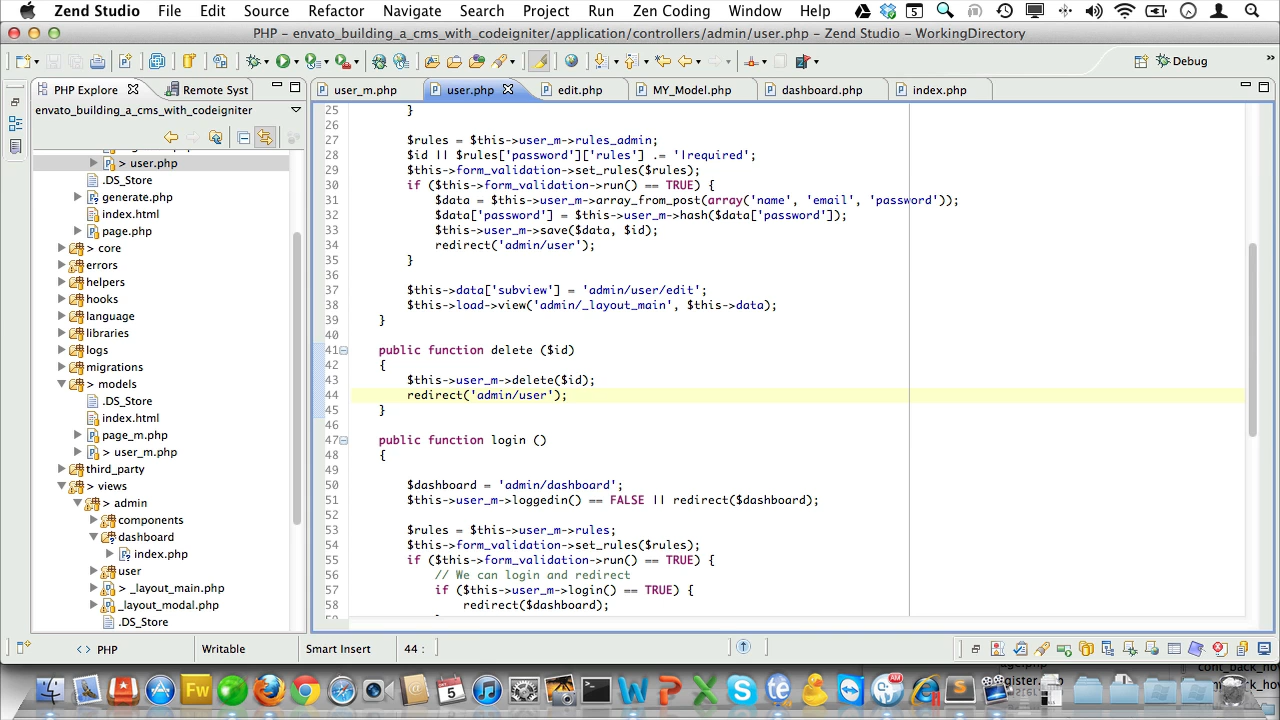 Zend Studio File Edit Source Refactor Navigate Search Project Run Zen Coding Window Help 5
PHP - envato_building_a_cms_with_codeigniter/application/controllers/admin/user.php - Zend Studio - WorkingDirectory
Debug
PHP Explore Remote Syst u_m.php user.php edit.php MY_Model.php dashboard.php index.php
envato_building_a_cms_with_codeigniter
> user.php
.DS_Store
generate.php
index.html
page.php
> core
errors
helpers
hooks
language
libraries
logs
migrations
> models
.DS_Store
index.html
page_m.php
> user_m.php
third_party
> views
> admin
components
dashboard
index.php
user
> _layout_main.php
_layout_modal.php
.DS_Store
25 }
26
27 $rules = $this->user_m->rules_admin;
28 $id || $rules['password']['rules'] .= '|required';
29 $this->form_validation->set_rules($rules);
30 if ($this->form_validation->run() == TRUE) {
31 $data = $this->user_m->array_from_post(array('name', 'email', 'password'));
32 $data['password'] = $this->user_m->hash($data['password']);
33 $this->user_m->save($data, $id);
34 redirect('admin/user');
35 }
36
37 $this->data['subview'] = 'admin/user/edit';
38 $this->load->view('admin/_layout_main', $this->data);
39 }
40
41 public function delete ($id)
42 {
43 $this->user_m->delete($id);
44 redirect('admin/user');
45 }
46
47 public function login ()
48 {
49
50 $dashboard = 'admin/dashboard';
51 $this->user_m->loggedin() == FALSE || redirect($dashboard);
52
53 $rules = $this->user_m->rules;
54 $this->form_validation->set_rules($rules);
55 if ($this->form_validation->run() == TRUE) {
56 // We can login and redirect
57 if ($this->user_m->login() == TRUE) {
58 redirect($dashboard);
<> PHP Writable Smart Insert 44 :